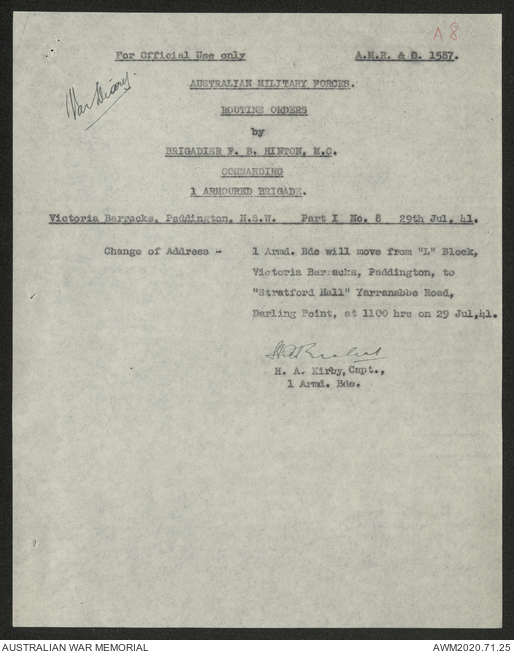 A8
For Official Use only A.M.R. & O. 1587.
War Diary.
AUSTRALIAN MILITARY FORCES.
ROUTINE ORDERS
by
BRIGADIER F. B. HINTON, M.C.
COMMANDING
1 ARMOURED BRIGADE.
Victoria Barracks, Paddington, N.S.W. Part I No. 8 29th Jul, 41.
Change of Address - 1 Armd. Bde will move from "L" Block,
Victoria Barracks, Paddington, to
"Stratford Hall" Yarranabbe Road,
Darling Point, at 1100 hrs on 29 Jul,41.
H. A. Kirby, Capt.,
1 Armd. Bde.
AUSTRALIAN WAR MEMORIAL AWM2020.71.25